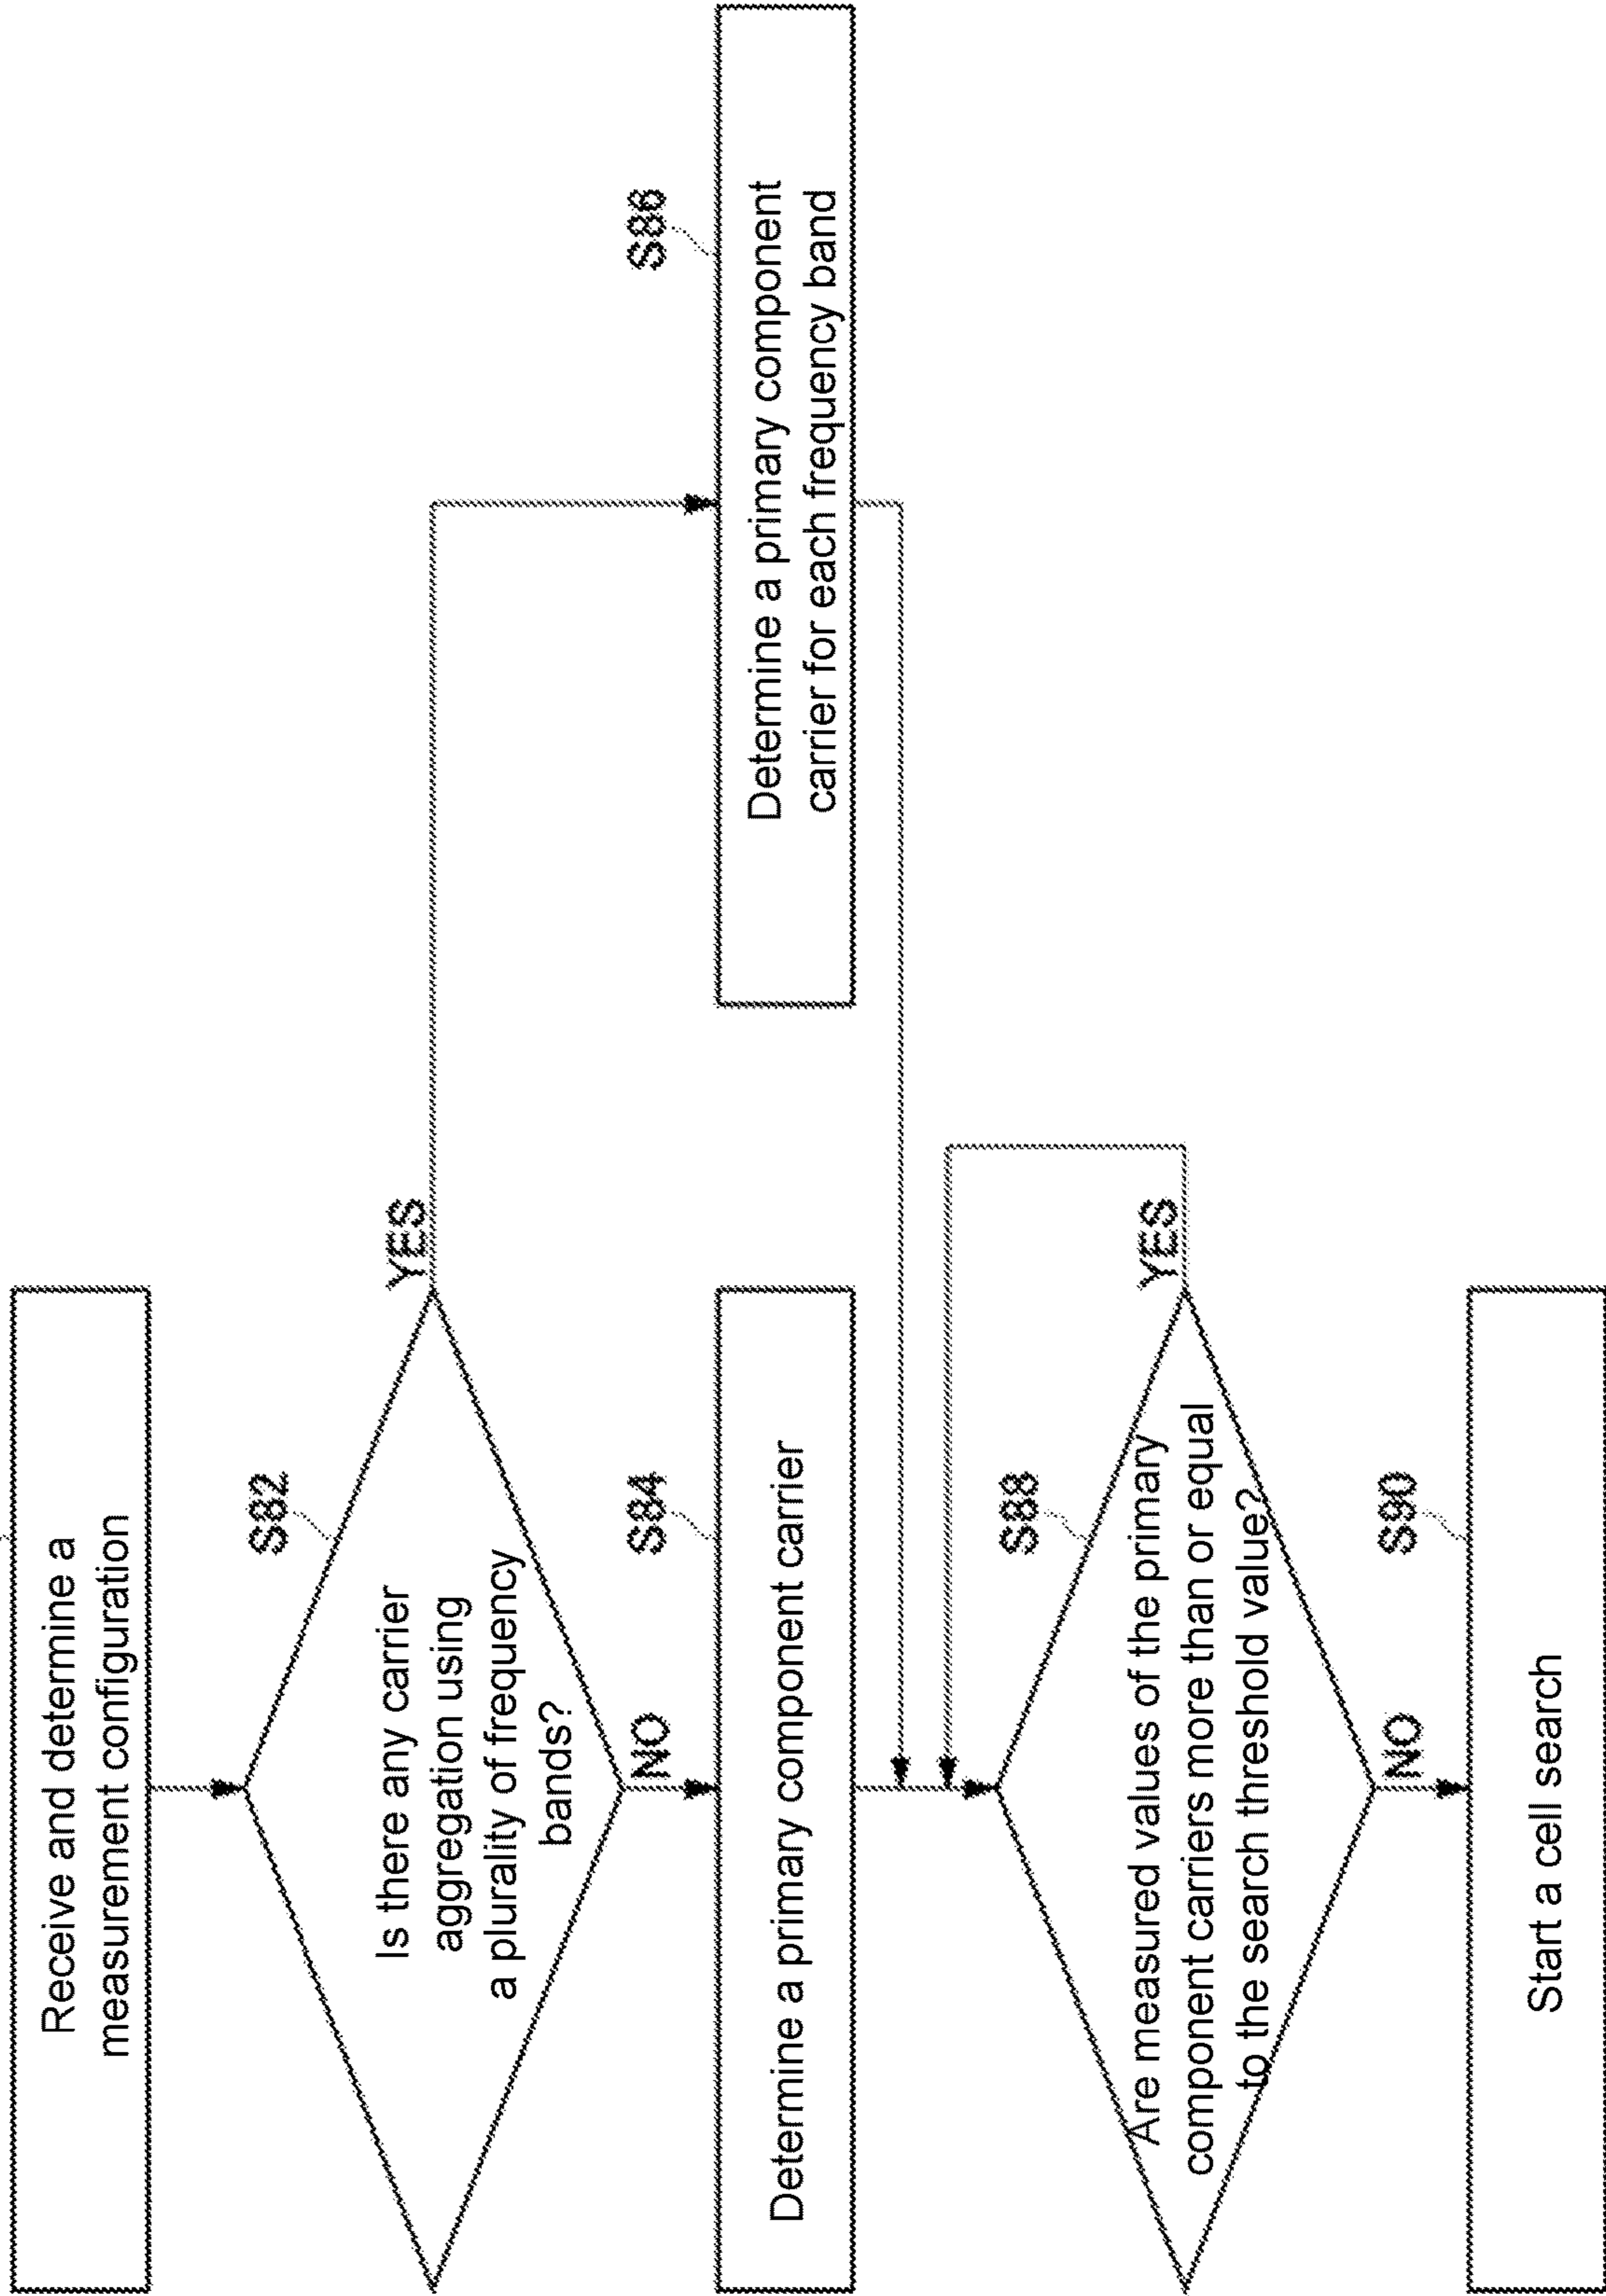 Receive and determine a
measurement configuration
S82
Is there any carrier
aggregation using
a plurality of frequency
bands?
YES
NO
S84
Determine a primary component carrier
S86
Determine a primary component
carrier for each frequency band
S88
Are measured values of the primary
component carriers more than or equal
to the search threshold value?
YES
NO
S90
Start a cell search